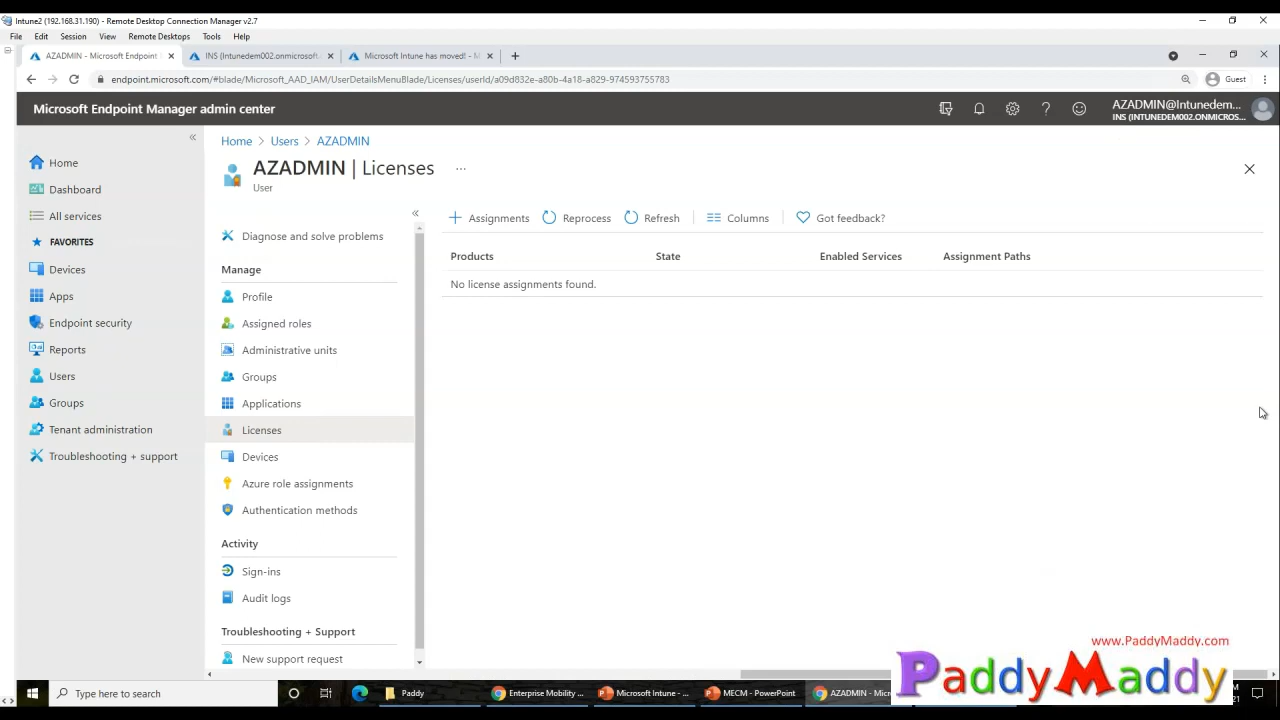 Intune2 (192.168.31.190) - Remote Desktop Connection Manager v2.7
File Edit Session View Remote Desktops Tools Help
AZADMIN - Microsoft Endpoint
INS (Intunedem002.onmicrosoft.
Microsoft Intune has moved! - M
endpoint.microsoft.com/#blade/Microsoft_AAD_IAM/UserDetailsMenuBlade/Licenses/userId/a09d832e-a80b-4a18-a829-974593755783
Guest
Microsoft Endpoint Manager admin center
AZADMIN@Intunedem...
INS (INTUNEDEM002.ONMICROS...
Home
Dashboard
All services
FAVORITES
Devices
Apps
Endpoint security
Reports
Users
Groups
Tenant administration
Troubleshooting + support
Home > Users > AZADMIN
AZADMIN | Licenses ...
User
Diagnose and solve problems
Manage
Profile
Assigned roles
Administrative units
Groups
Applications
Licenses
Devices
Azure role assignments
Authentication methods
Activity
Sign-ins
Audit logs
Troubleshooting + Support
New support request
Assignments Reprocess Refresh Columns Got feedback?
Products State Enabled Services Assignment Paths
No license assignments found.
www.PaddyMaddy.com
PaddyMaddy
Type here to search
Paddy
Enterprise Mobility ...
Microsoft Intune - ...
MECM - PowerPoint
AZADMIN - Mic